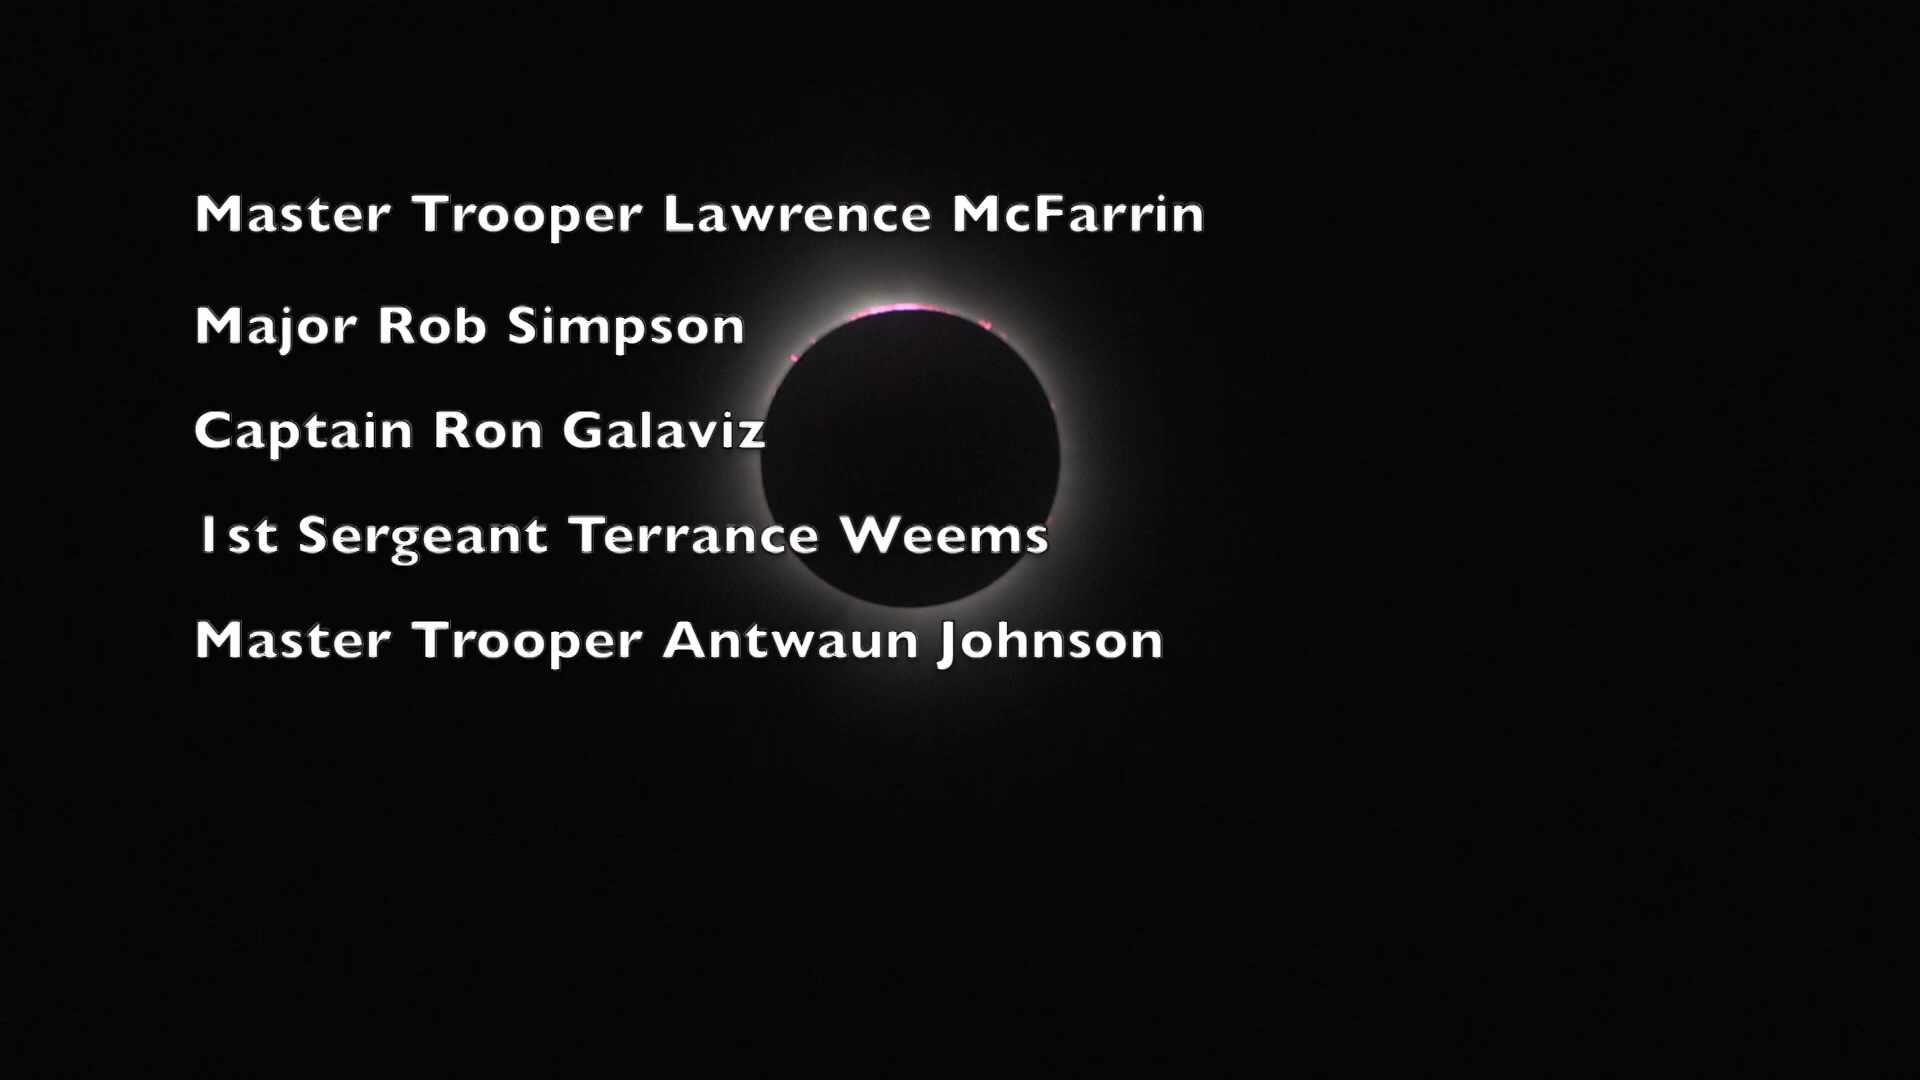 Master Trooper Lawrence McFarrin
Major Rob Simpson
Captain Ron Galaviz
1st Sergeant Terrance Weems
Master Trooper Antwaun Johnson